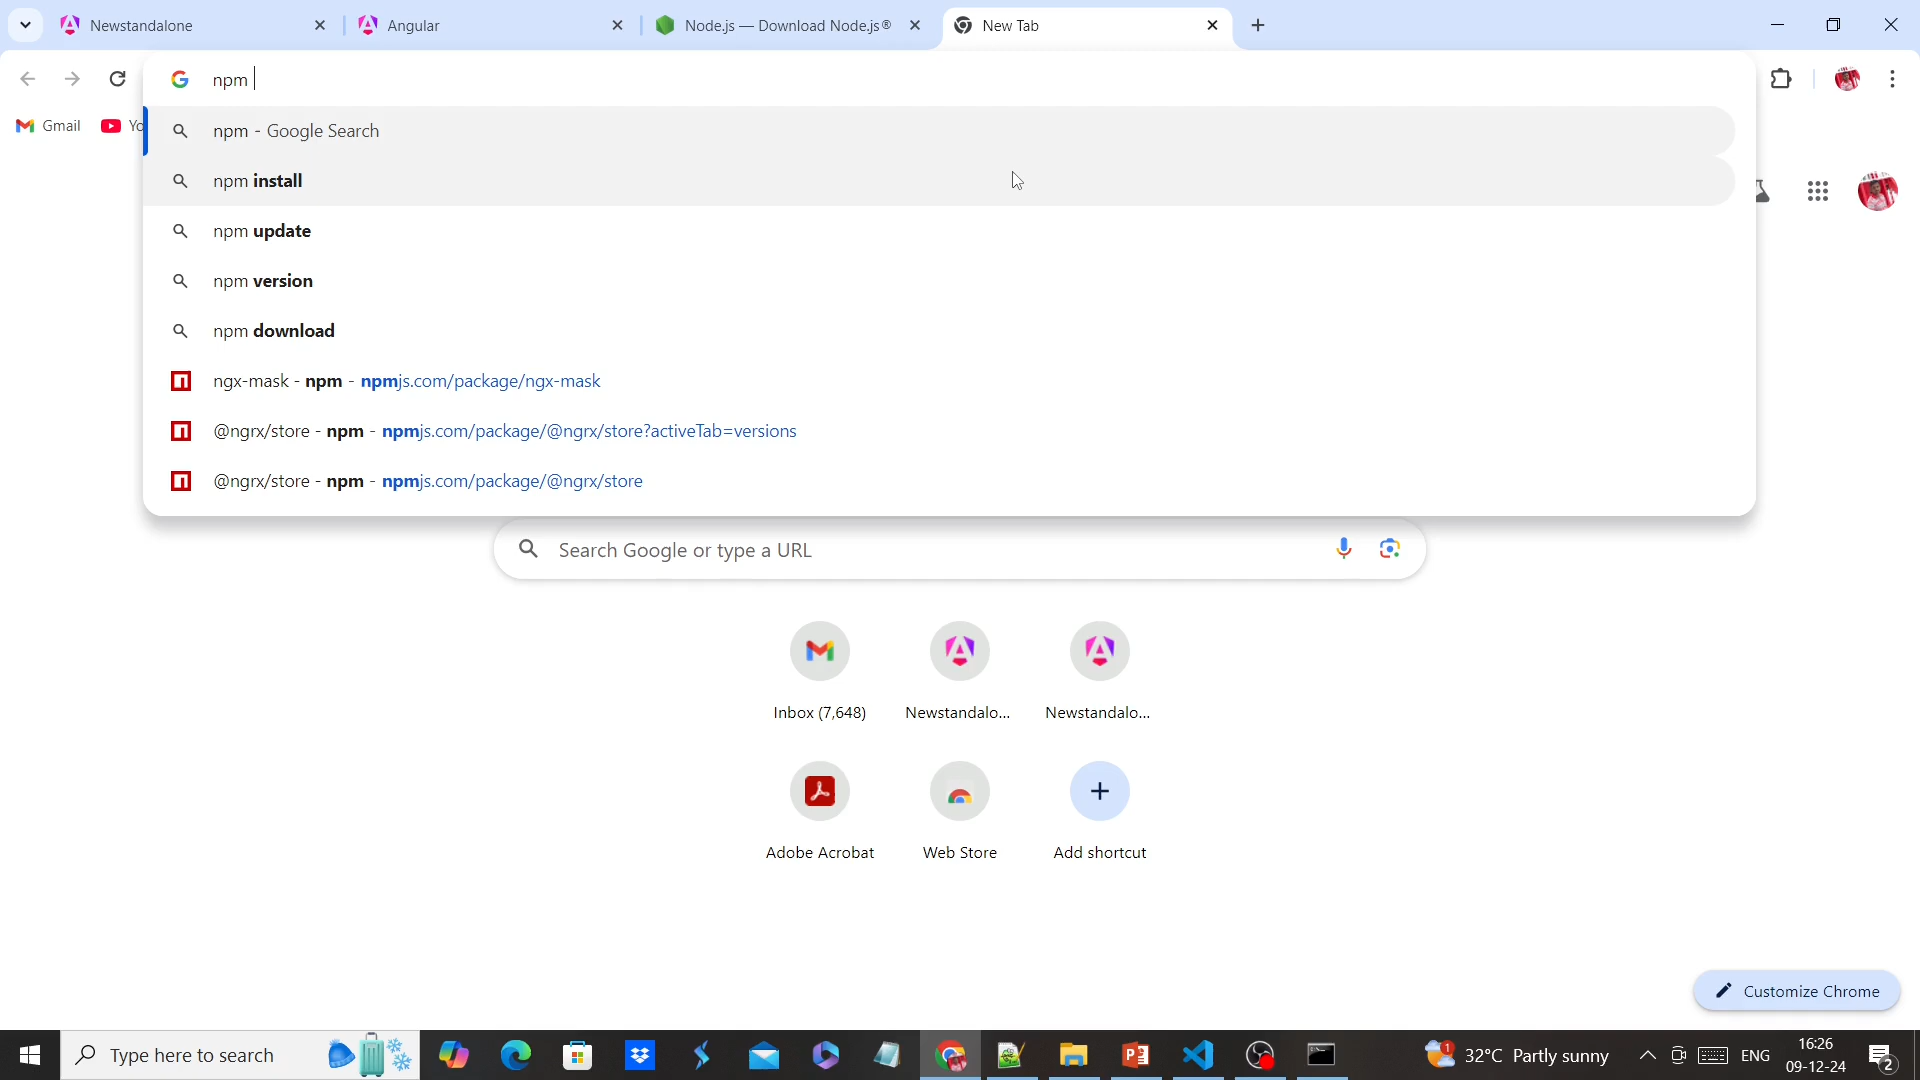 Newstandalone
Angular
Node.js — Download Node.js®
New Tab
npm
Gmail
npm - Google Search
npm install
npm update
npm version
npm download
ngx-mask - npm - npmjs.com/package/ngx-mask
@ngrx/store - npm - npmjs.com/package/@ngrx/store?activeTab=versions
@ngrx/store - npm - npmjs.com/package/@ngrx/store
Search Google or type a URL
Inbox (7,648)
Newstandalo...
Newstandalo...
Adobe Acrobat
Web Store
Add shortcut
Customize Chrome
Type here to search
1
32°C Partly sunny
ENG
16:26
09-12-24
2